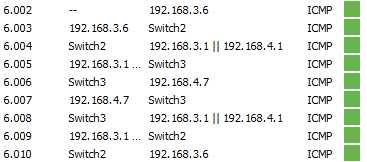 6.002 -- 192.168.3.6 ICMP
6.003 192.168.3.6 Switch2 ICMP
6.004 Switch2 192.168.3.1 || 192.168.4.1 ICMP
6.005 192.168.3.1 ... Switch3 ICMP
6.006 Switch3 192.168.4.7 ICMP
6.007 192.168.4.7 Switch3 ICMP
6.008 Switch3 192.168.3.1 || 192.168.4.1 ICMP
6.009 192.168.3.1 ... Switch2 ICMP
6.010 Switch2 192.168.3.6 ICMP